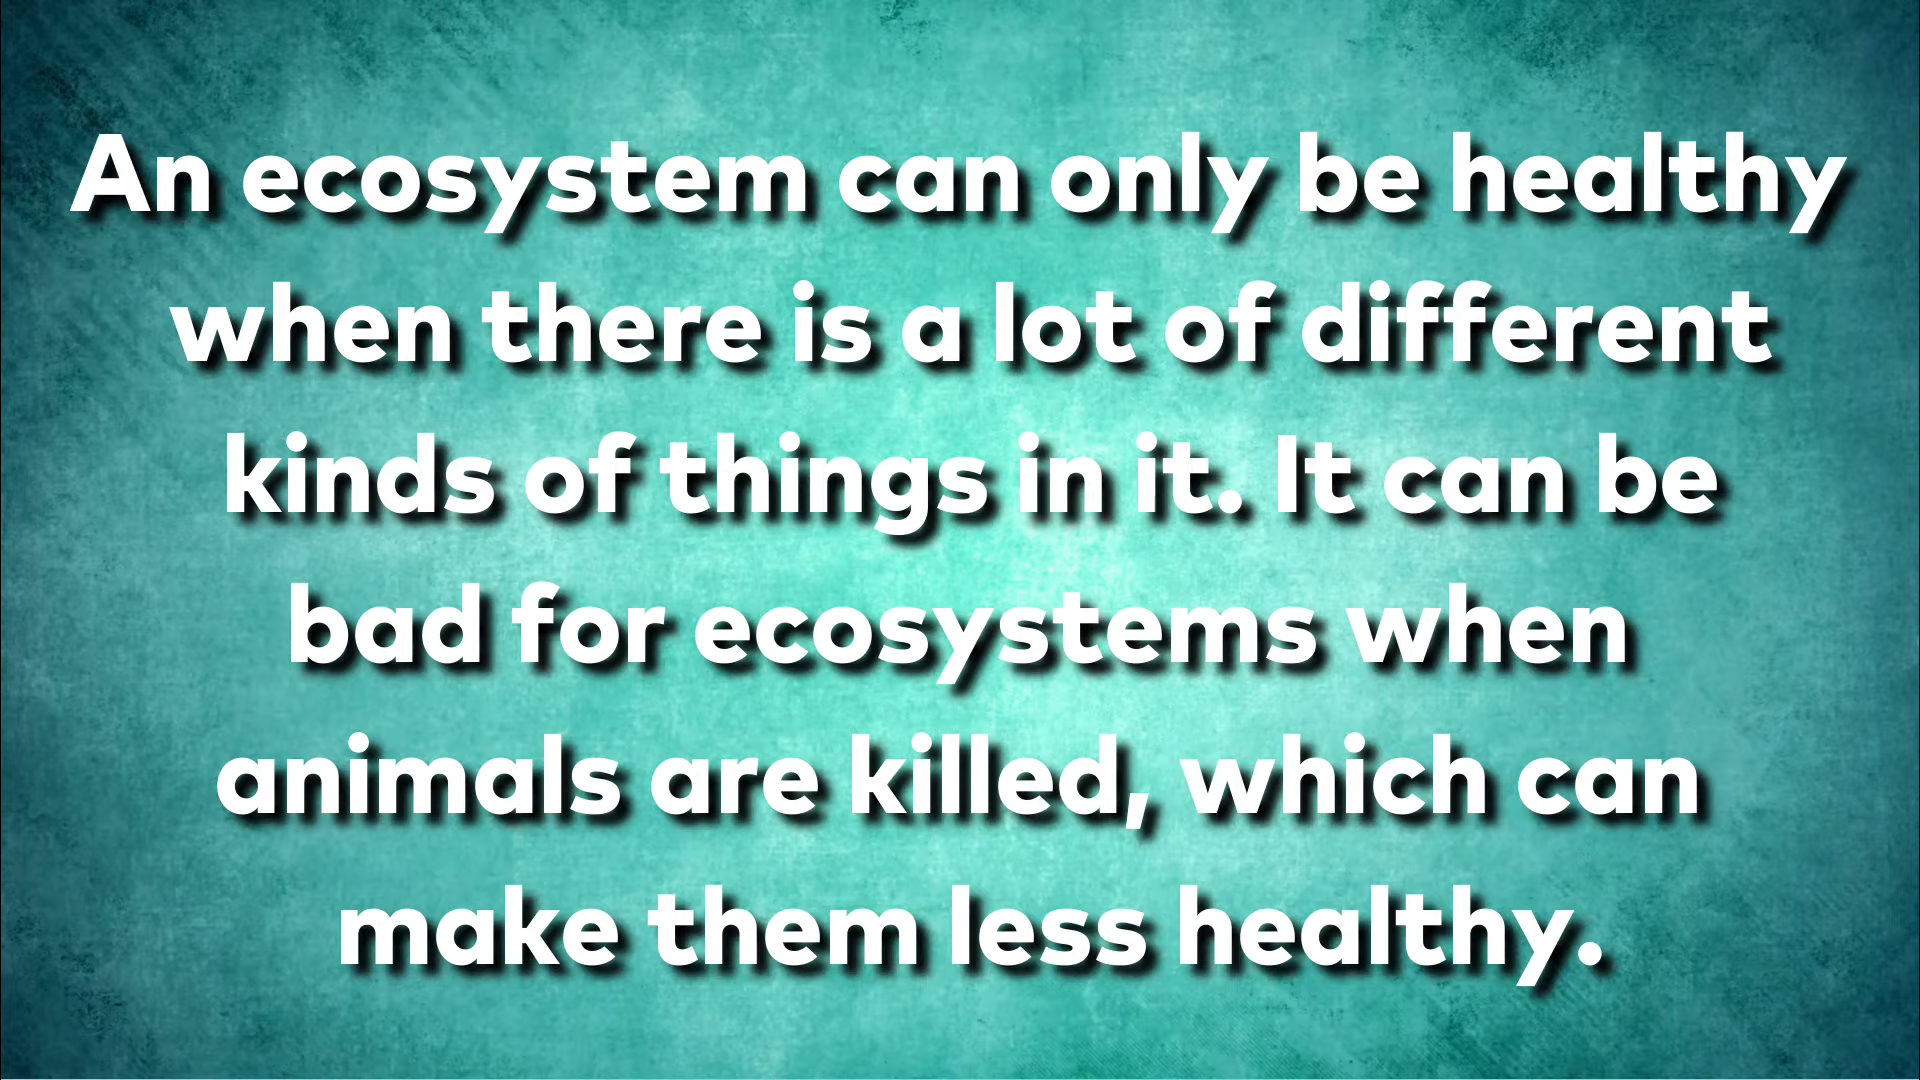 An ecosystem can only be healthy
when there is a lot of different
kinds of things in it. It can be
bad for ecosystems when
animals are killed, which can
make them less healthy.